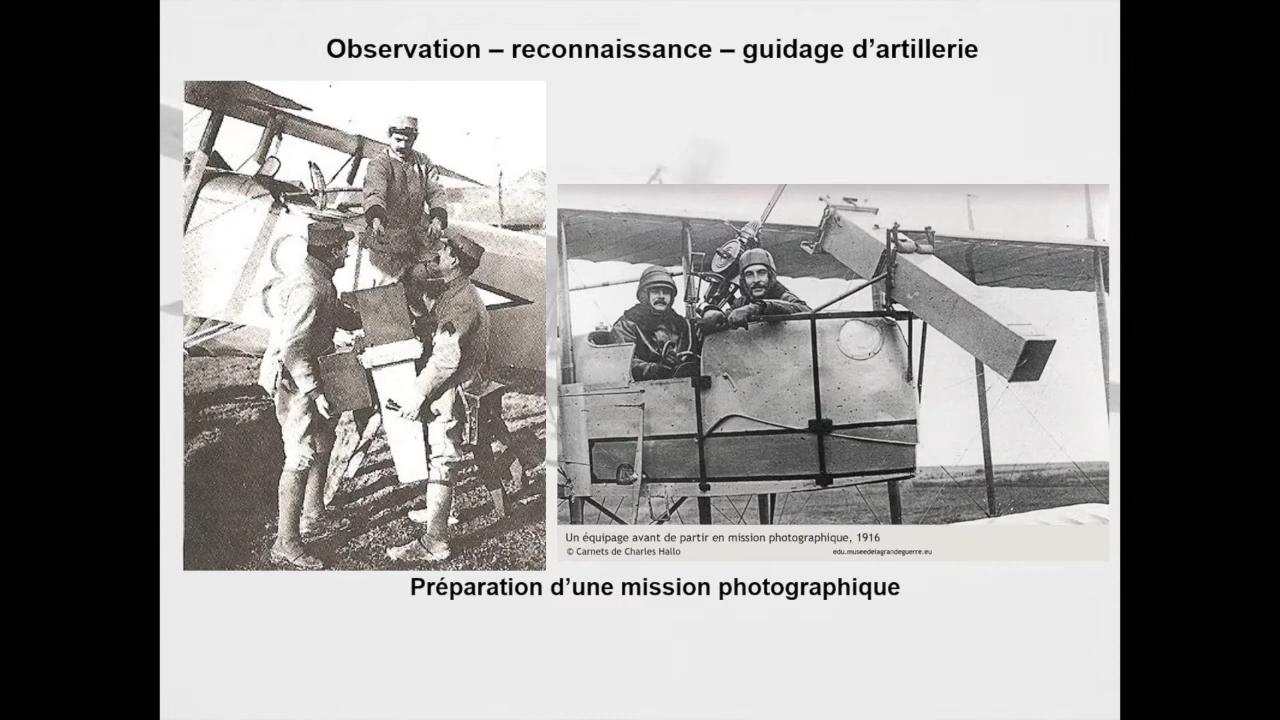 Observation – reconnaissance – guidage d’artillerie
Un équipage avant de partir en mission photographique, 1916
© Carnets de Charles Hallo
edu.museedelagrandeguerre.eu
Préparation d’une mission photographique